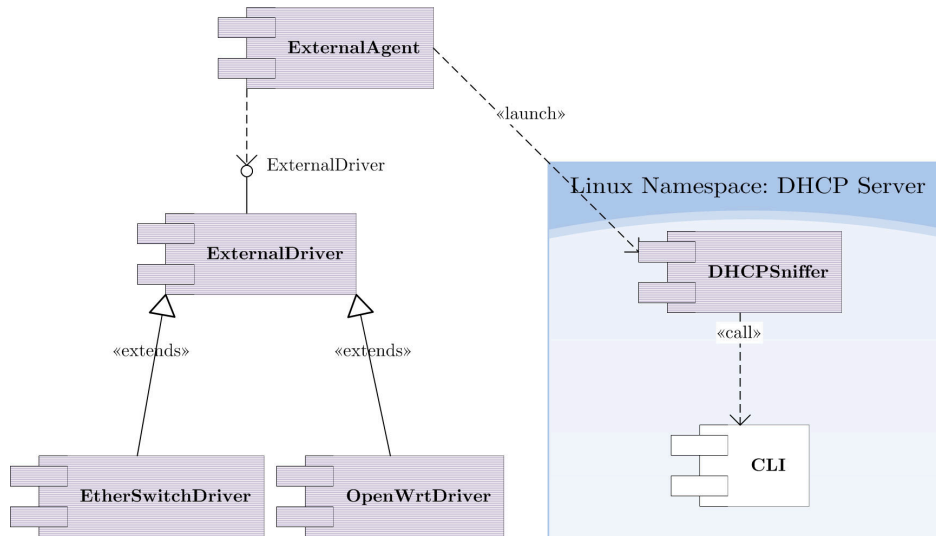 ExternalAgent
«launch»
ExternalDriver
Linux Namespace: DHCP Server
ExternalDriver
DHCPSniffer
«call»
«extends»
«extends»
CLI
EtherSwitchDriver
OpenWrtDriver